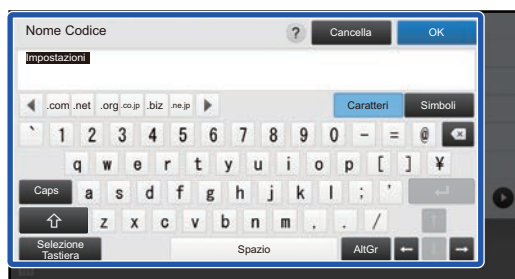 Nome Codice ? Cancella OK
Impostazioni
.com .net .org .co.jp .biz .ne.jp Caratteri Simboli
` 1 2 3 4 5 6 7 8 9 0 - = @
q w e r t y u i o p [ ] ¥
Caps a s d f g h j k l ; '
z x c v b n m , . /
Selezione
Tastiera Spazio AltGr